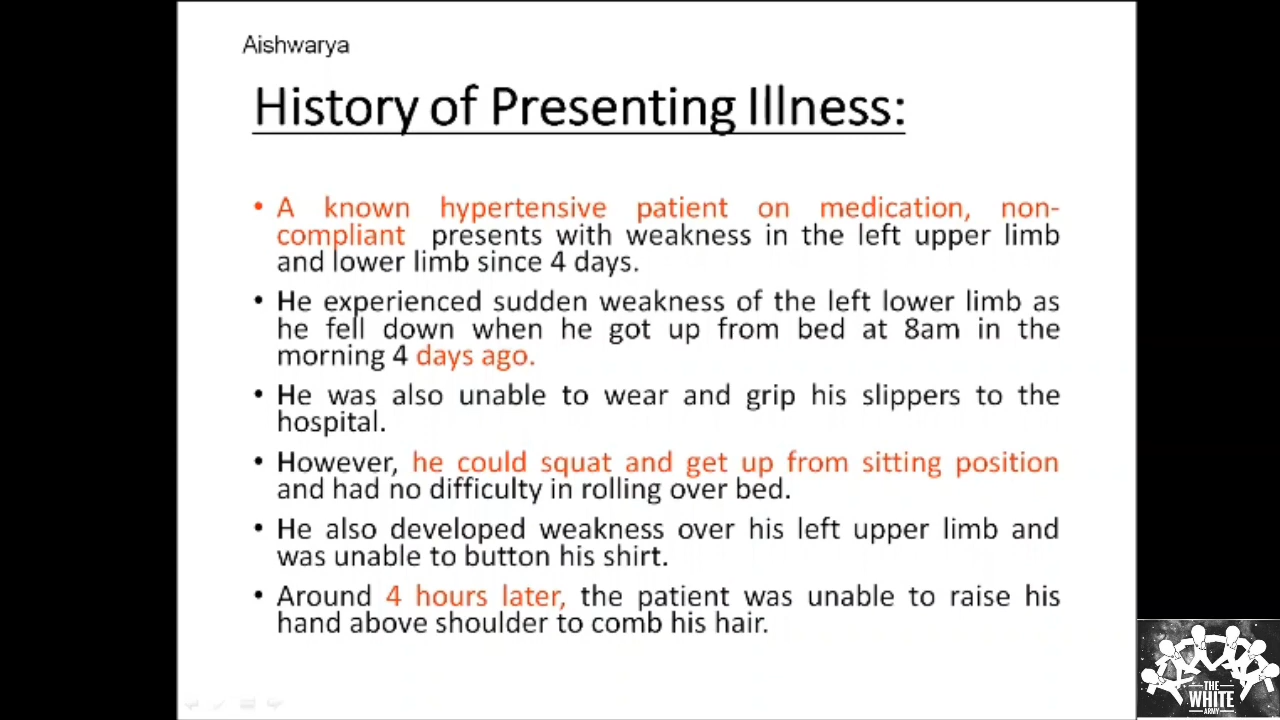 Aishwarya
History of Presenting Illness:
• A known hypertensive patient on medication, non-
compliant presents with weakness in the left upper limb
and lower limb since 4 days.
• He experienced sudden weakness of the left lower limb as
he fell down when he got up from bed at 8am in the
morning 4 days ago.
• He was also unable to wear and grip his slippers to the
hospital.
• However, he could squat and get up from sitting position
and had no difficulty in rolling over bed.
• He also developed weakness over his left upper limb and
was unable to button his shirt.
• Around 4 hours later, the patient was unable to raise his
hand above shoulder to comb his hair.
THE
WHITE
ARMY